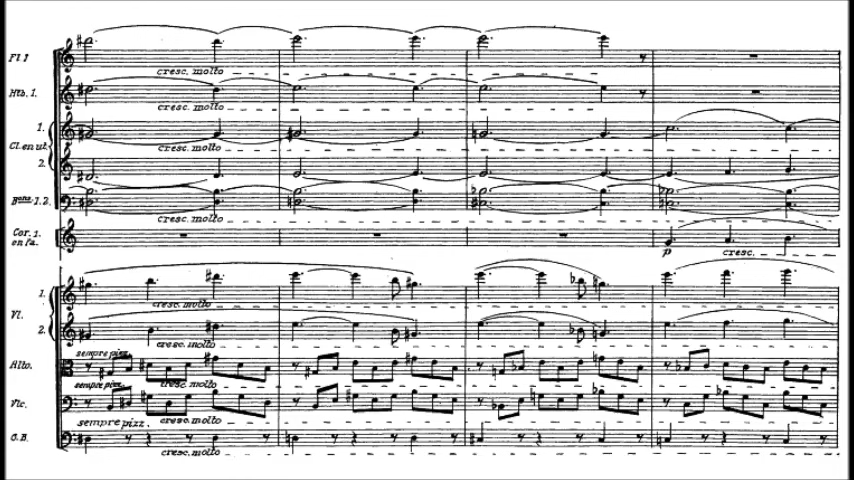 Fl. 1
cresc. molto
Htb. 1.
cresc. molto
1.
Cl. en ut.
cresc. molto
2.
Bons. 1. 2.
cresc. molto
Cor. 1.
en fa.
p cresc.
1.
cresc. molto
Vl.
2.
cresc. molto
sempre pizz.
Alto.
cresc. molto
sempre pizz.
Vlc.
cresc. molto
sempre pizz.
C. B.
cresc. molto